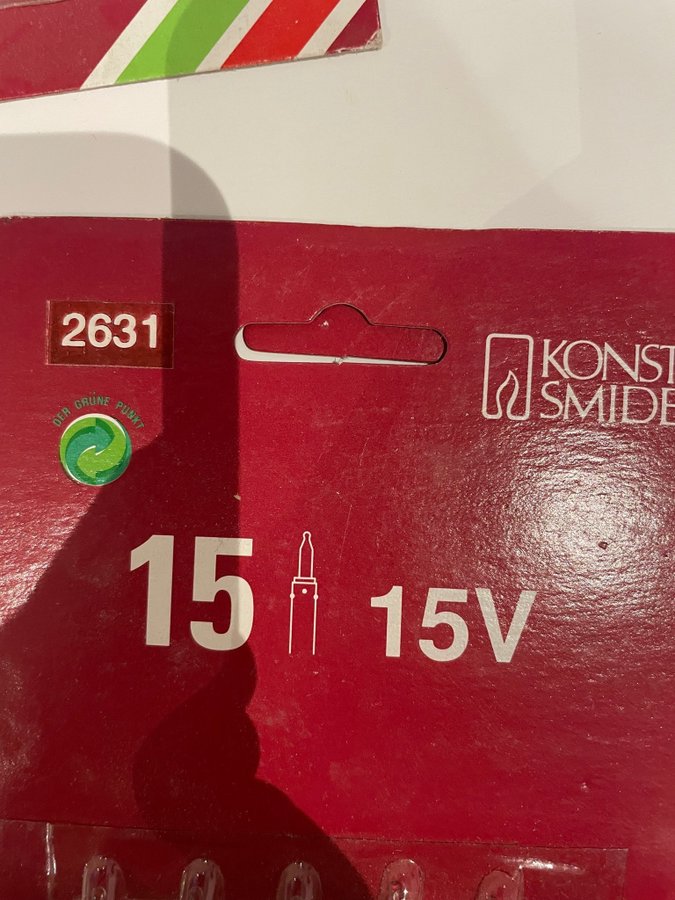 2631
DER GRÜNE PUNKT
KONST
SMIDE
15 15V